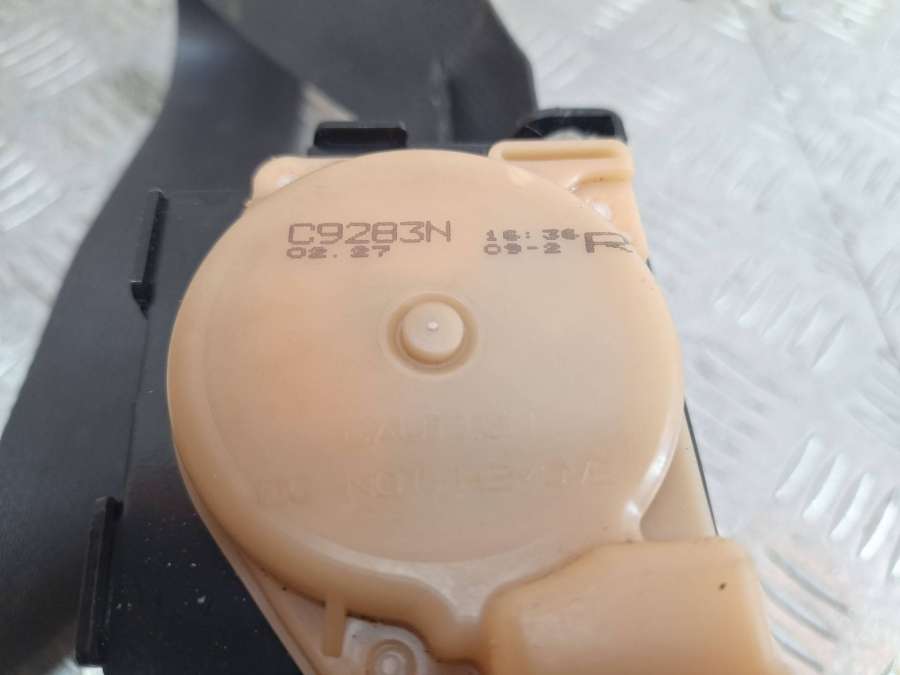 C9283N 16:36
02.27 09-2 R
CAUTION
DO NOT REMOVE